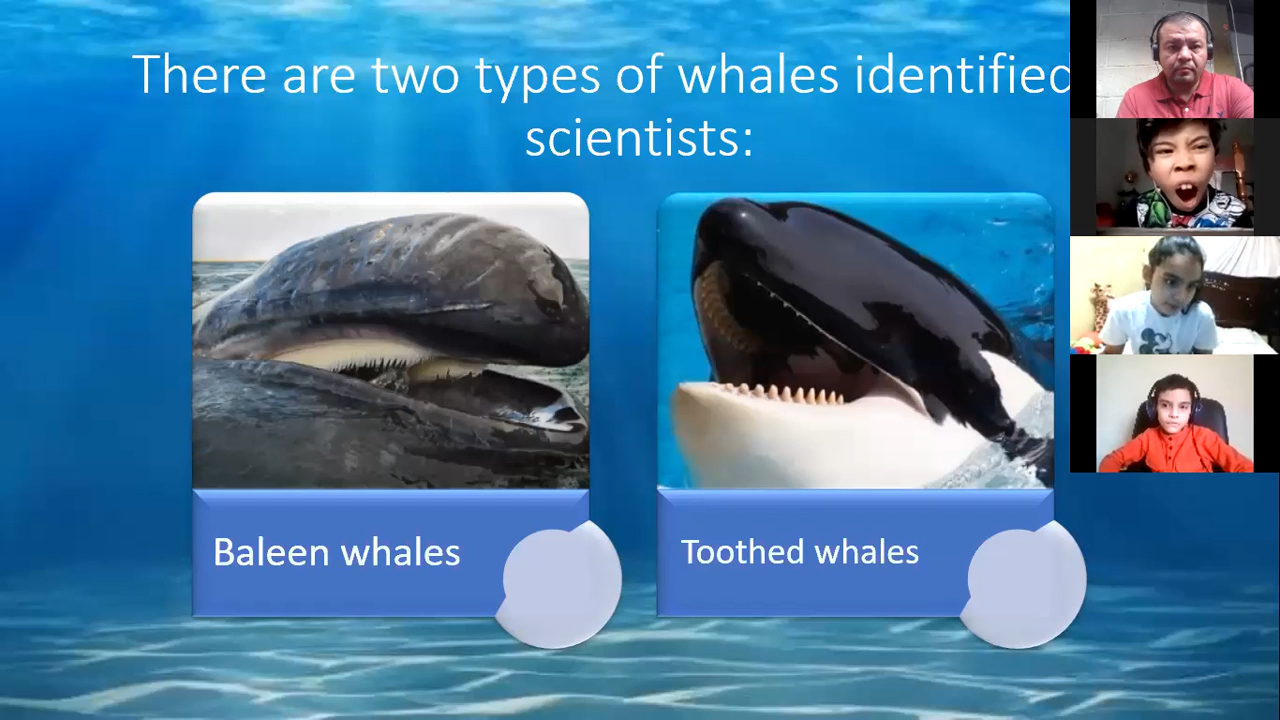 There are two types of whales identified
scientists:
Baleen whales
Toothed whales